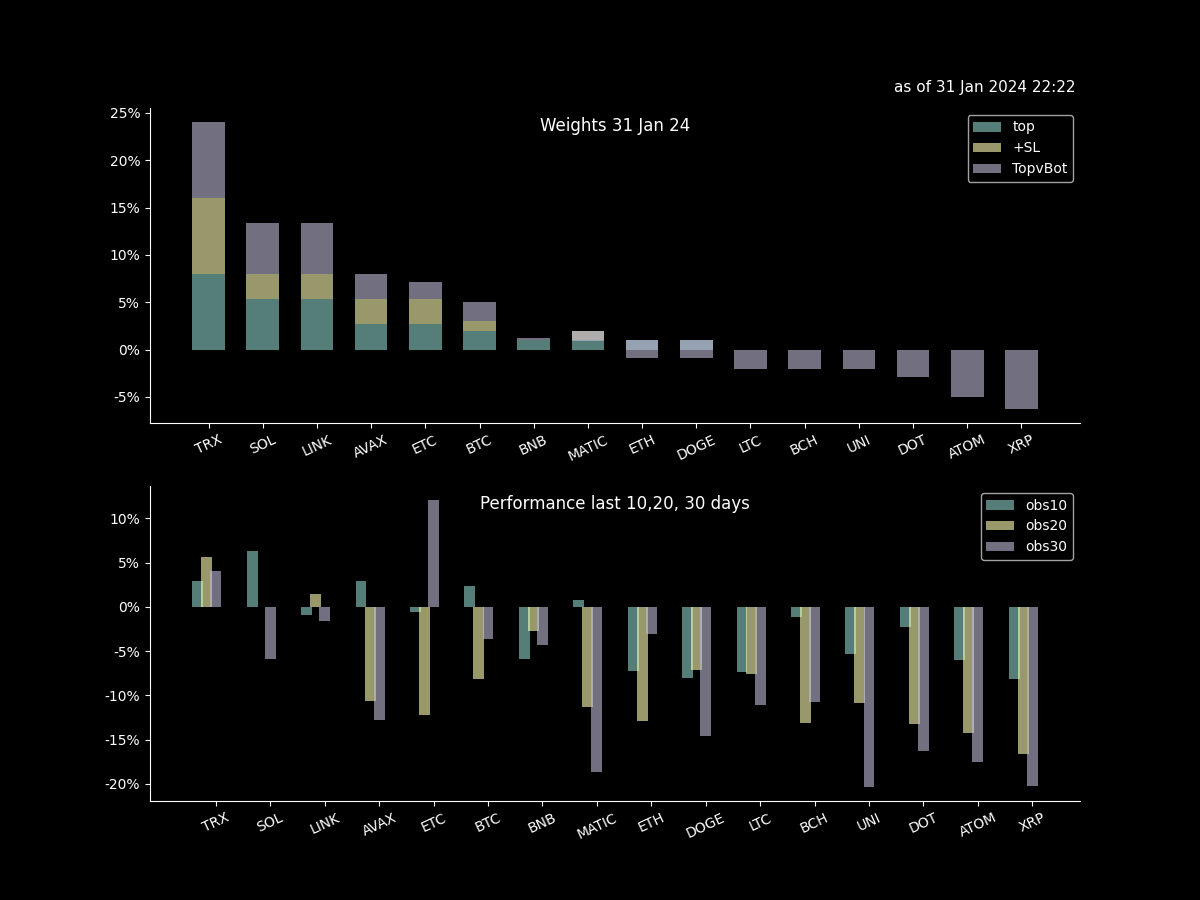 as of 31 Jan 2024 22:22
Weights 31 Jan 24
top
+SL
TopvBot
25%
20%
15%
10%
5%
0%
-5%
TRX SOL LINK AVAX ETC BTC BNB MATIC ETH DOGE LTC BCH UNI DOT ATOM XRP
Performance last 10,20, 30 days
obs10
obs20
obs30
10%
5%
0%
-5%
-10%
-15%
-20%
TRX SOL LINK AVAX ETC BTC BNB MATIC ETH DOGE LTC BCH UNI DOT ATOM XRP